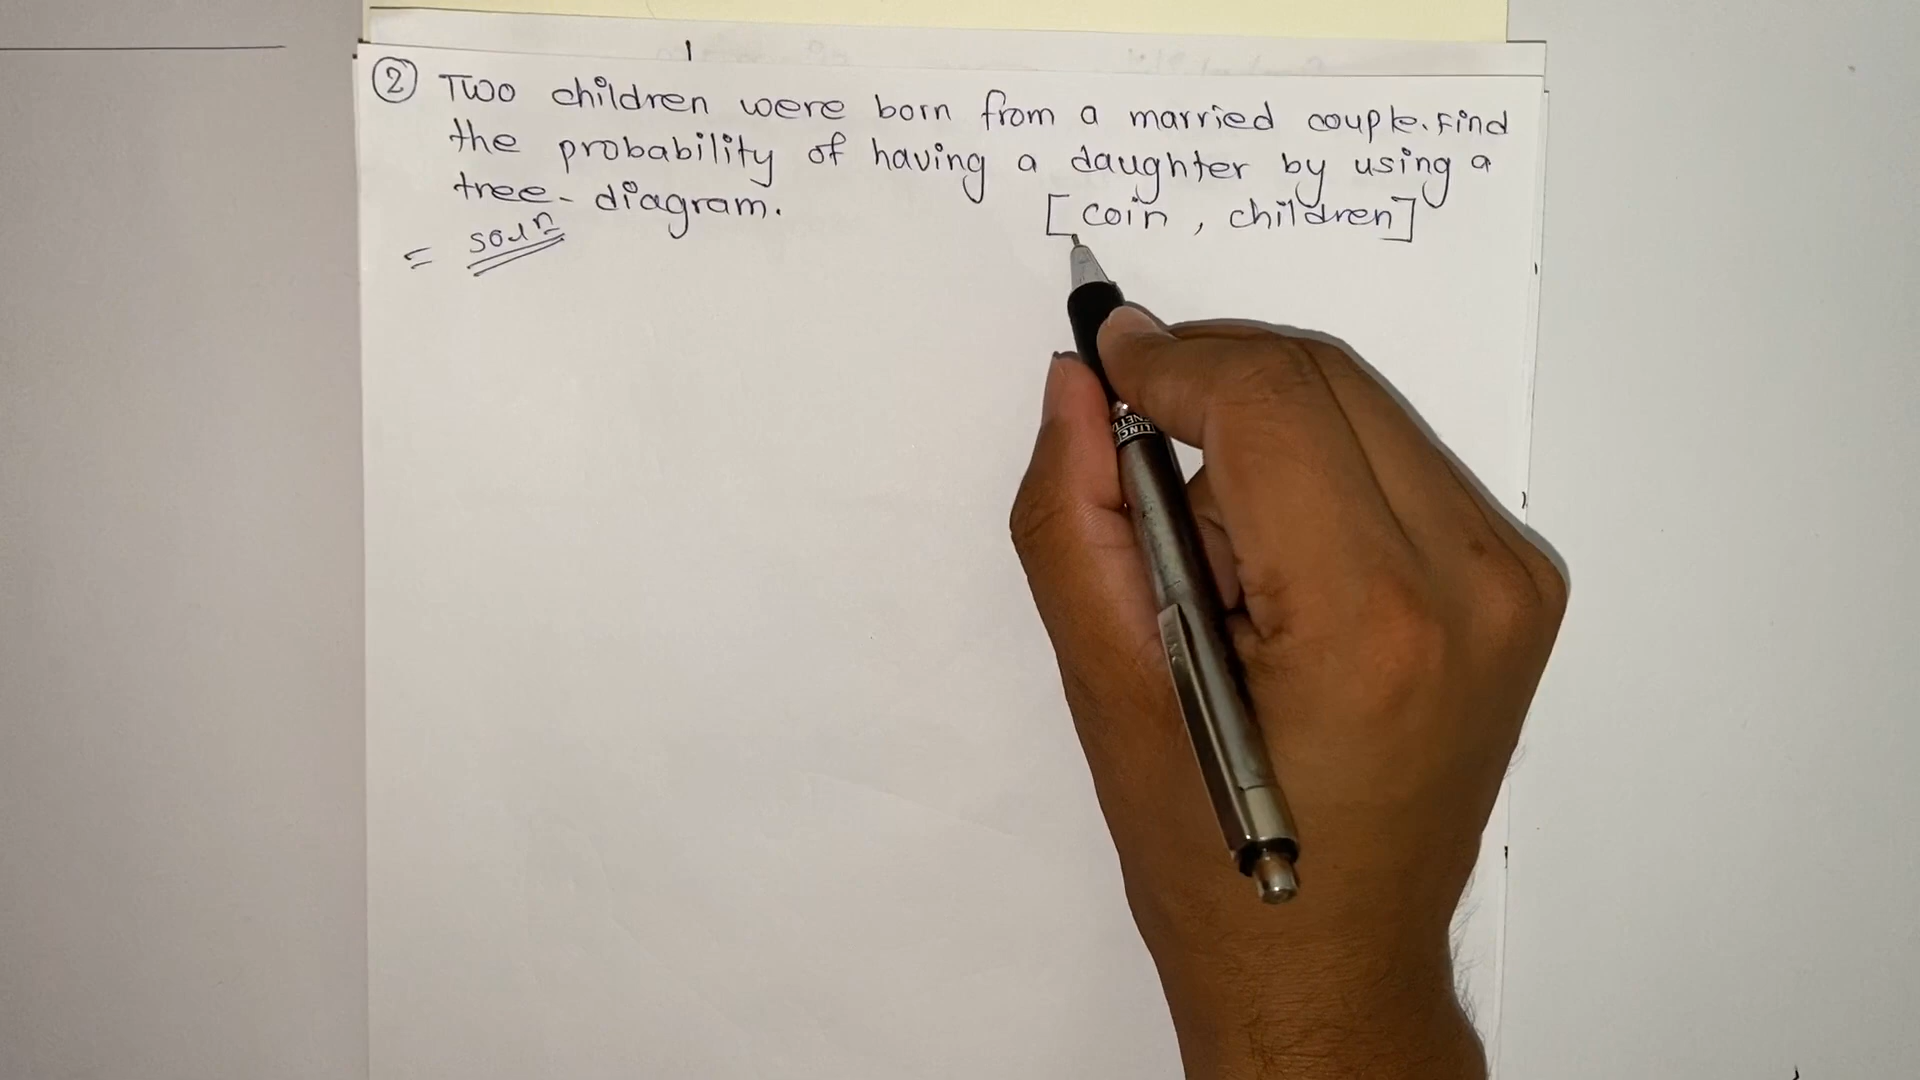 ② Two children were born from a married couple. Find
the probability of having a daughter by using a
tree-diagram.
[coin, children]
= soln